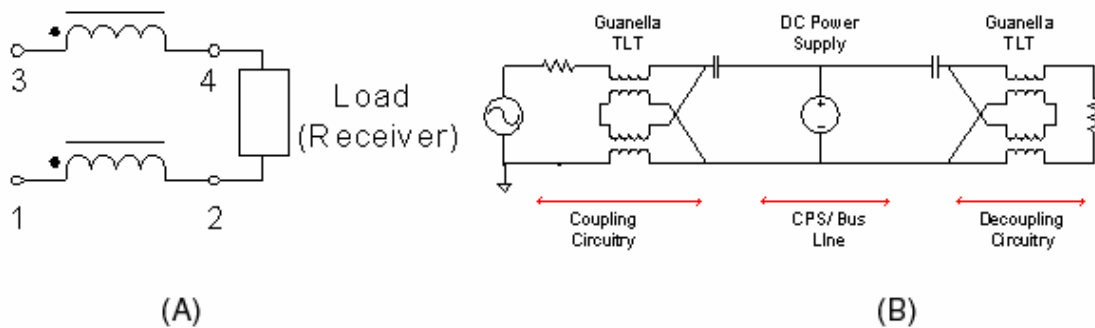 3
4
1
2
Load
(Receiver)
(A)
Guanella
TLT
DC Power
Supply
Guanella
TLT
Coupling
Circuitry
CPS/ Bus
LIne
Decoupling
Circuitry
(B)